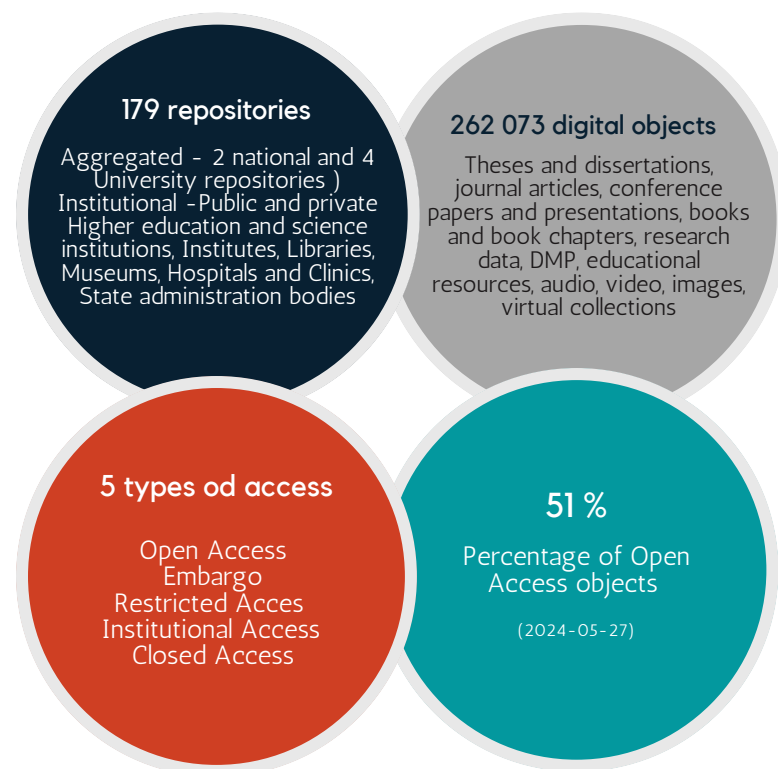 179 repositories
Aggregated - 2 national and 4
University repositories )
Institutional -Public and private
Higher education and science
institutions, Institutes, Libraries,
Museums, Hospitals and Clinics,
State administration bodies
262 073 digital objects
Theses and dissertations,
journal articles, conference
papers and presentations, books
and book chapters, research
data, DMP, educational
resources, audio, video, images,
virtual collections
5 types od access
Open Access
Embargo
Restricted Acces
Institutional Access
Closed Access
51 %
Percentage of Open
Access objects
(2024-05-27)